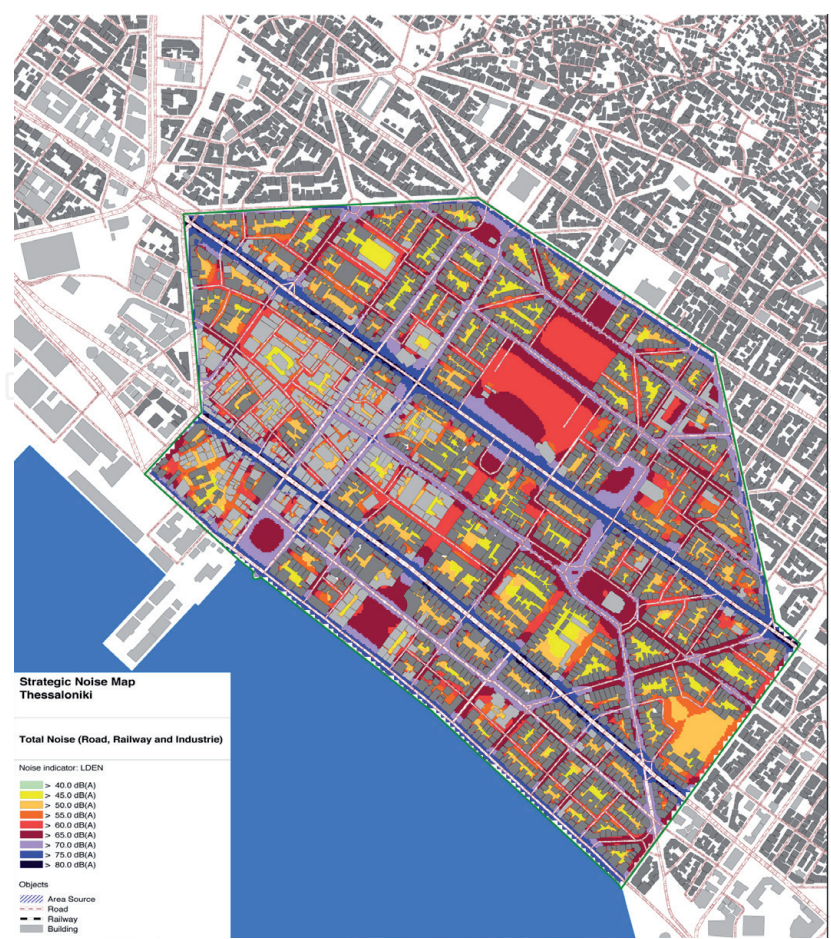 Strategic Noise Map
Thessaloniki
Total Noise (Road, Railway and Industrie)
Noise indicator: LDEN
> 40.0 dB(A)
> 45.0 dB(A)
> 50.0 dB(A)
> 55.0 dB(A)
> 60.0 dB(A)
> 65.0 dB(A)
> 70.0 dB(A)
> 75.0 dB(A)
> 80.0 dB(A)
Objects
Area Source
Road
Railway
Building